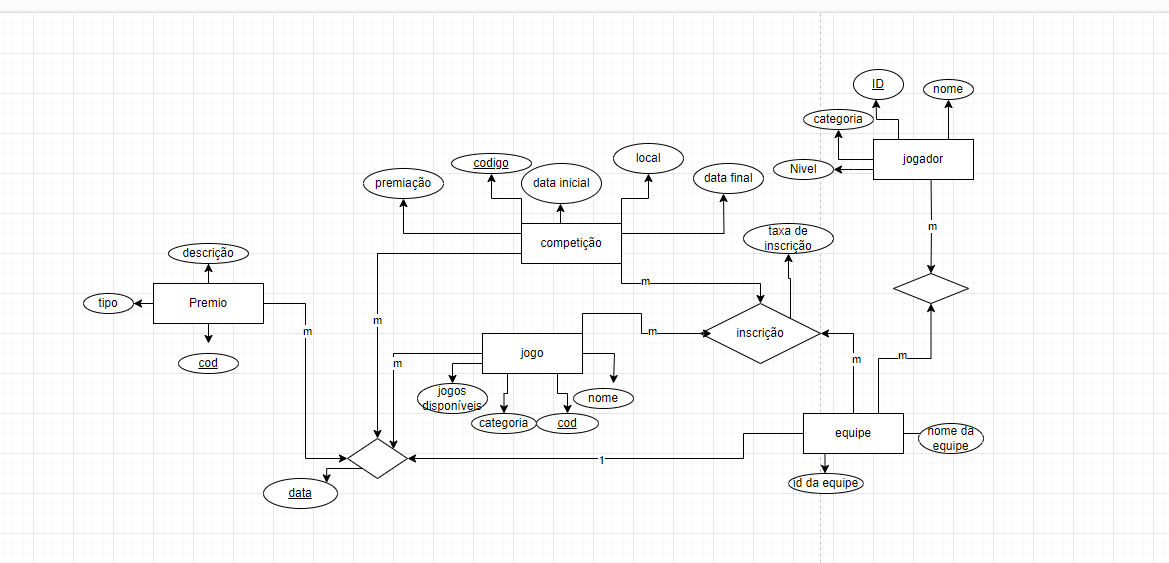 ID
nome
categoria
jogador
Nivel
m
local
codigo
premiação
data inicial
data final
competição
taxa de
inscrição
descrição
tipo
Premio
cod
m
m
m
m
inscrição
jogo
m
m
m
jogos
disponíveis
categoria
cod
nome
equipe
nome da
equipe
1
id da equipe
data